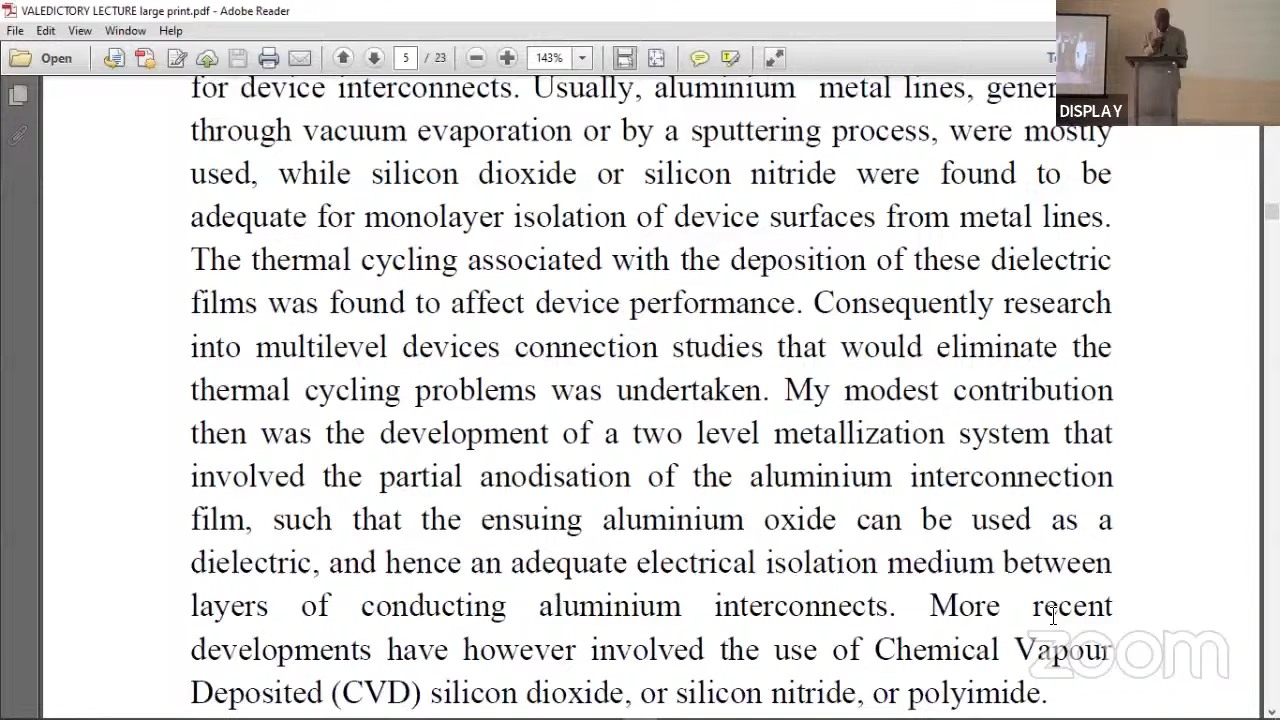 VALEDICTORY LECTURE large print.pdf - Adobe Reader
File Edit View Window Help
Open 5 / 23 143%
DISPLAY
for device interconnects. Usually, aluminium metal lines,
through vacuum evaporation or by a sputtering process, were mostly
used, while silicon dioxide or silicon nitride were found to be
adequate for monolayer isolation of device surfaces from metal lines.
The thermal cycling associated with the deposition of these dielectric
films was found to affect device performance. Consequently research
into multilevel devices connection studies that would eliminate the
thermal cycling problems was undertaken. My modest contribution
then was the development of a two level metallization system that
involved the partial anodisation of the aluminium interconnection
film, such that the ensuing aluminium oxide can be used as a
dielectric, and hence an adequate electrical isolation medium between
layers of conducting aluminium interconnects. More recent
developments have however involved the use of Chemical Vapour
Deposited (CVD) silicon dioxide, or silicon nitride, or polyimide.
zoom